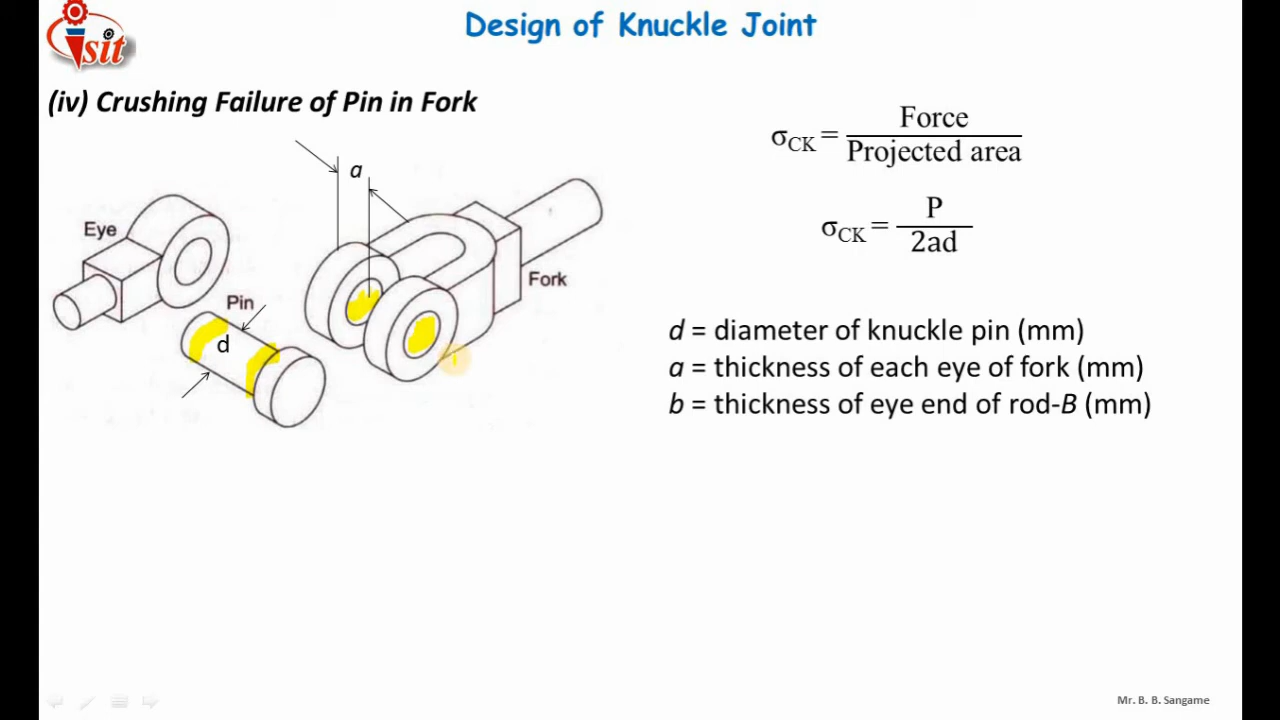 Design of Knuckle Joint
sit
(iv) Crushing Failure of Pin in Fork
σCK = Force / Projected area
σCK = P / 2ad
a
Eye
Fork
Pin
d
d = diameter of knuckle pin (mm)
a = thickness of each eye of fork (mm)
b = thickness of eye end of rod-B (mm)
Mr. B. B. Sangame